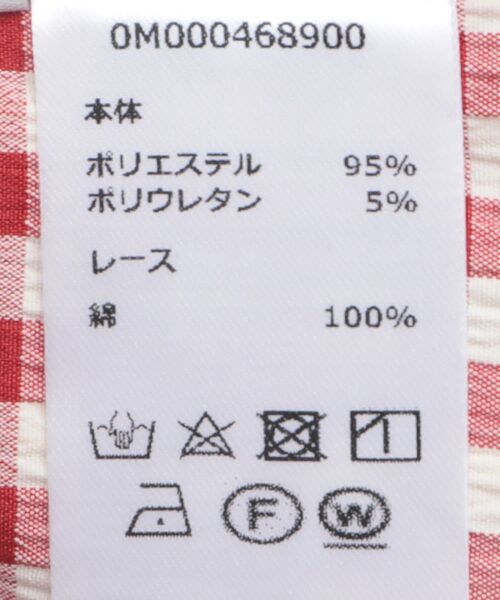 0M000468900
本体
ポリエステル 95%
ポリウレタン 5%
レース
綿 100%
F W